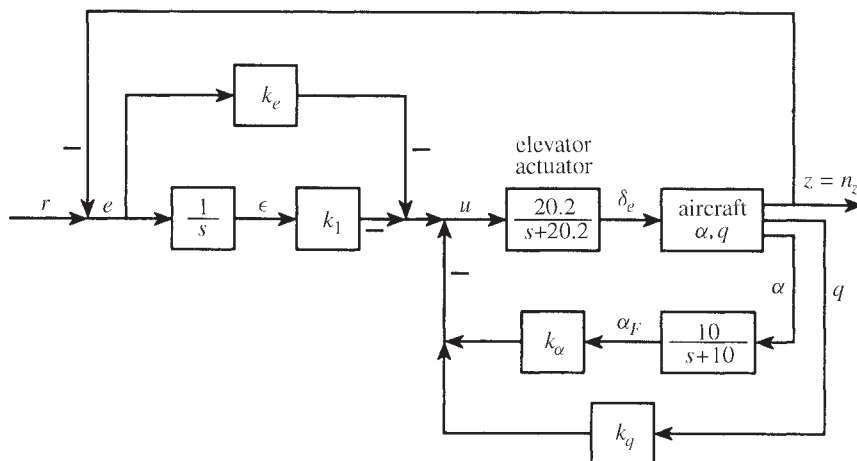 k_e
elevator
actuator
z = n_z
r
e
1/s
ϵ
k_1
u
20.2/(s+20.2)
δ_e
aircraft
α, q
α
q
k_α
α_F
10/(s+10)
k_q
−
−
−
−